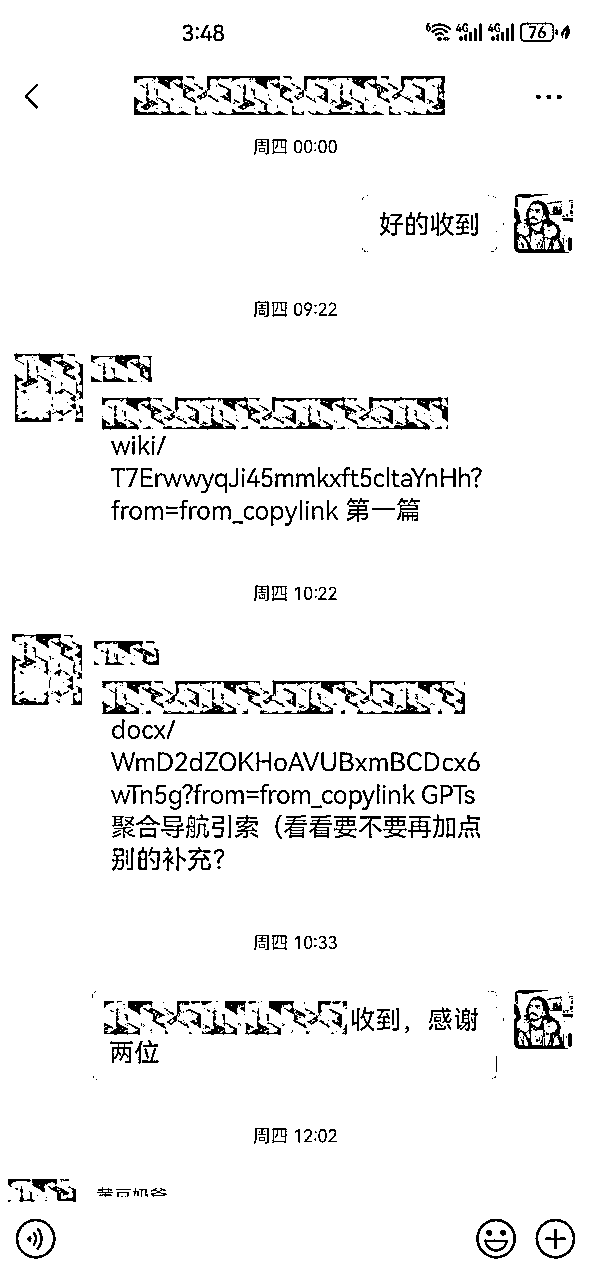 3:48
6 4G 4G 76
周四 00:00
好的收到
周四 09:22
wiki/
T7ErwwyqJi45mmkxft5cltaYnHh?
from=from_copylink 第一篇
周四 10:22
docx/
WmD2dZOKHoAVUBxmBCDcx6
wTn5g?from=from_copylink GPTs
聚合导航引索（看看要不要再加点
别的补充？
周四 10:33
收到，感谢
两位
周四 12:02